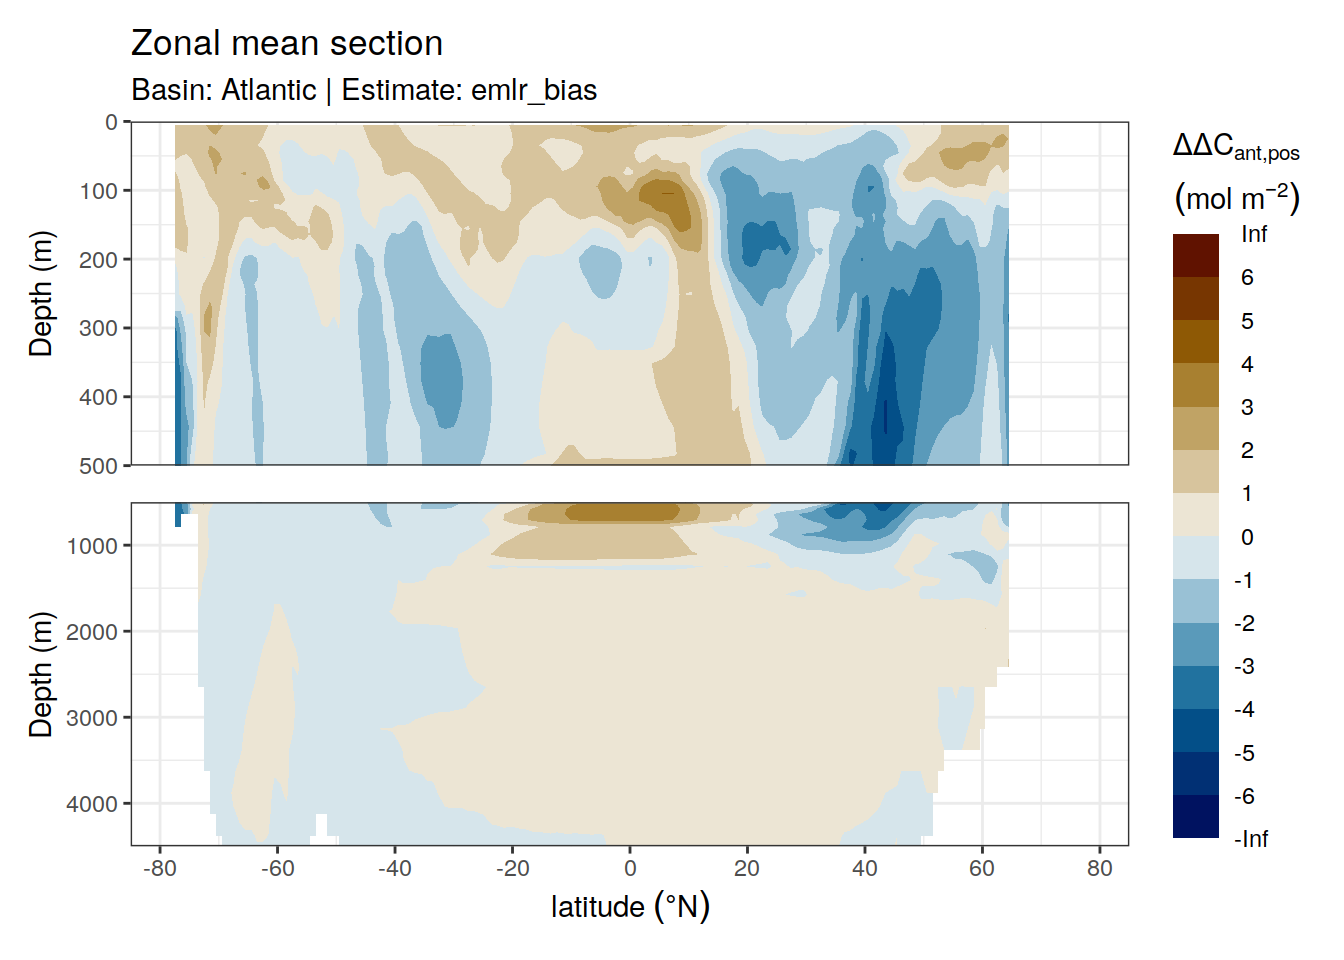 Zonal mean section
Basin: Atlantic | Estimate: emlr_bias
0
100
200
300
400
500
Depth (m)
1000
2000
3000
4000
Depth (m)
-80 -60 -40 -20 0 20 40 60 80
latitude (°N)
ΔΔC_ant,pos
(mol m⁻²)
Inf
6
5
4
3
2
1
0
-1
-2
-3
-4
-5
-6
-Inf